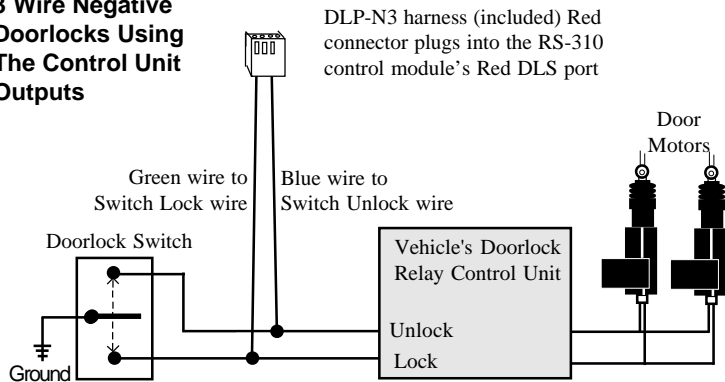 3 Wire Negative
Doorlocks Using
The Control Unit
Outputs
DLP-N3 harness (included) Red
connector plugs into the RS-310
control module's Red DLS port
Door
Motors
Green wire to
Switch Lock wire
Blue wire to
Switch Unlock wire
Doorlock Switch
Vehicle's Doorlock
Relay Control Unit
Unlock
Lock
Ground